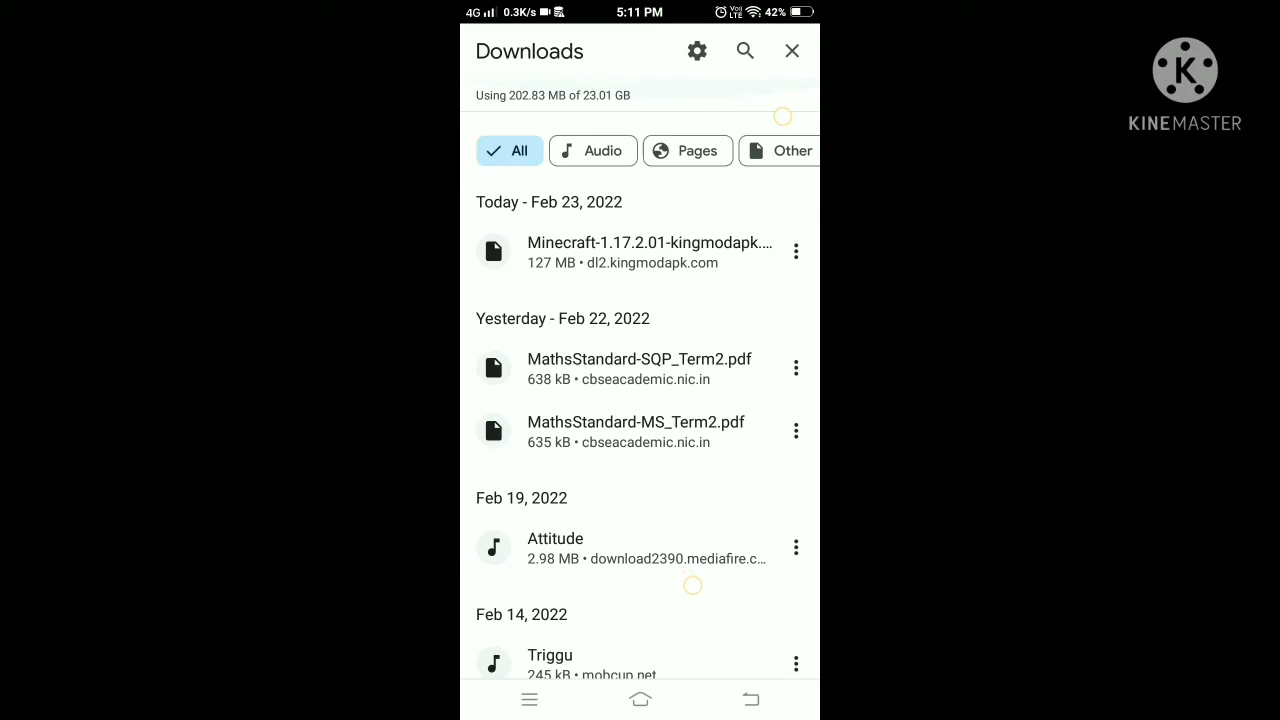 4G 0.3K/s 5:11 PM VoI LTE 42%
Downloads
Using 202.83 MB of 23.01 GB
All Audio Pages Other
Today - Feb 23, 2022
Minecraft-1.17.2.01-kingmodapk....
127 MB • dl2.kingmodapk.com
Yesterday - Feb 22, 2022
MathsStandard-SQP_Term2.pdf
638 kB • cbseacademic.nic.in
MathsStandard-MS_Term2.pdf
635 kB • cbseacademic.nic.in
Feb 19, 2022
Attitude
2.98 MB • download2390.mediafire.c...
Feb 14, 2022
Triggu
245 kB • mobcup.net
K
KINEMASTER